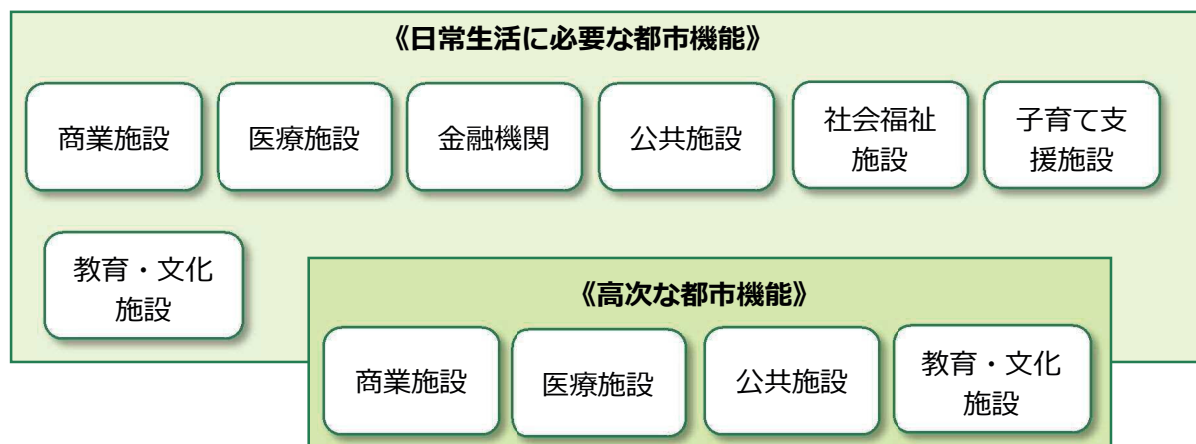 《日常生活に必要な都市機能》
商業施設
医療施設
金融機関
公共施設
社会福祉
施設
子育て支
援施設
教育・文化
施設
《高次な都市機能》
商業施設
医療施設
公共施設
教育・文化
施設